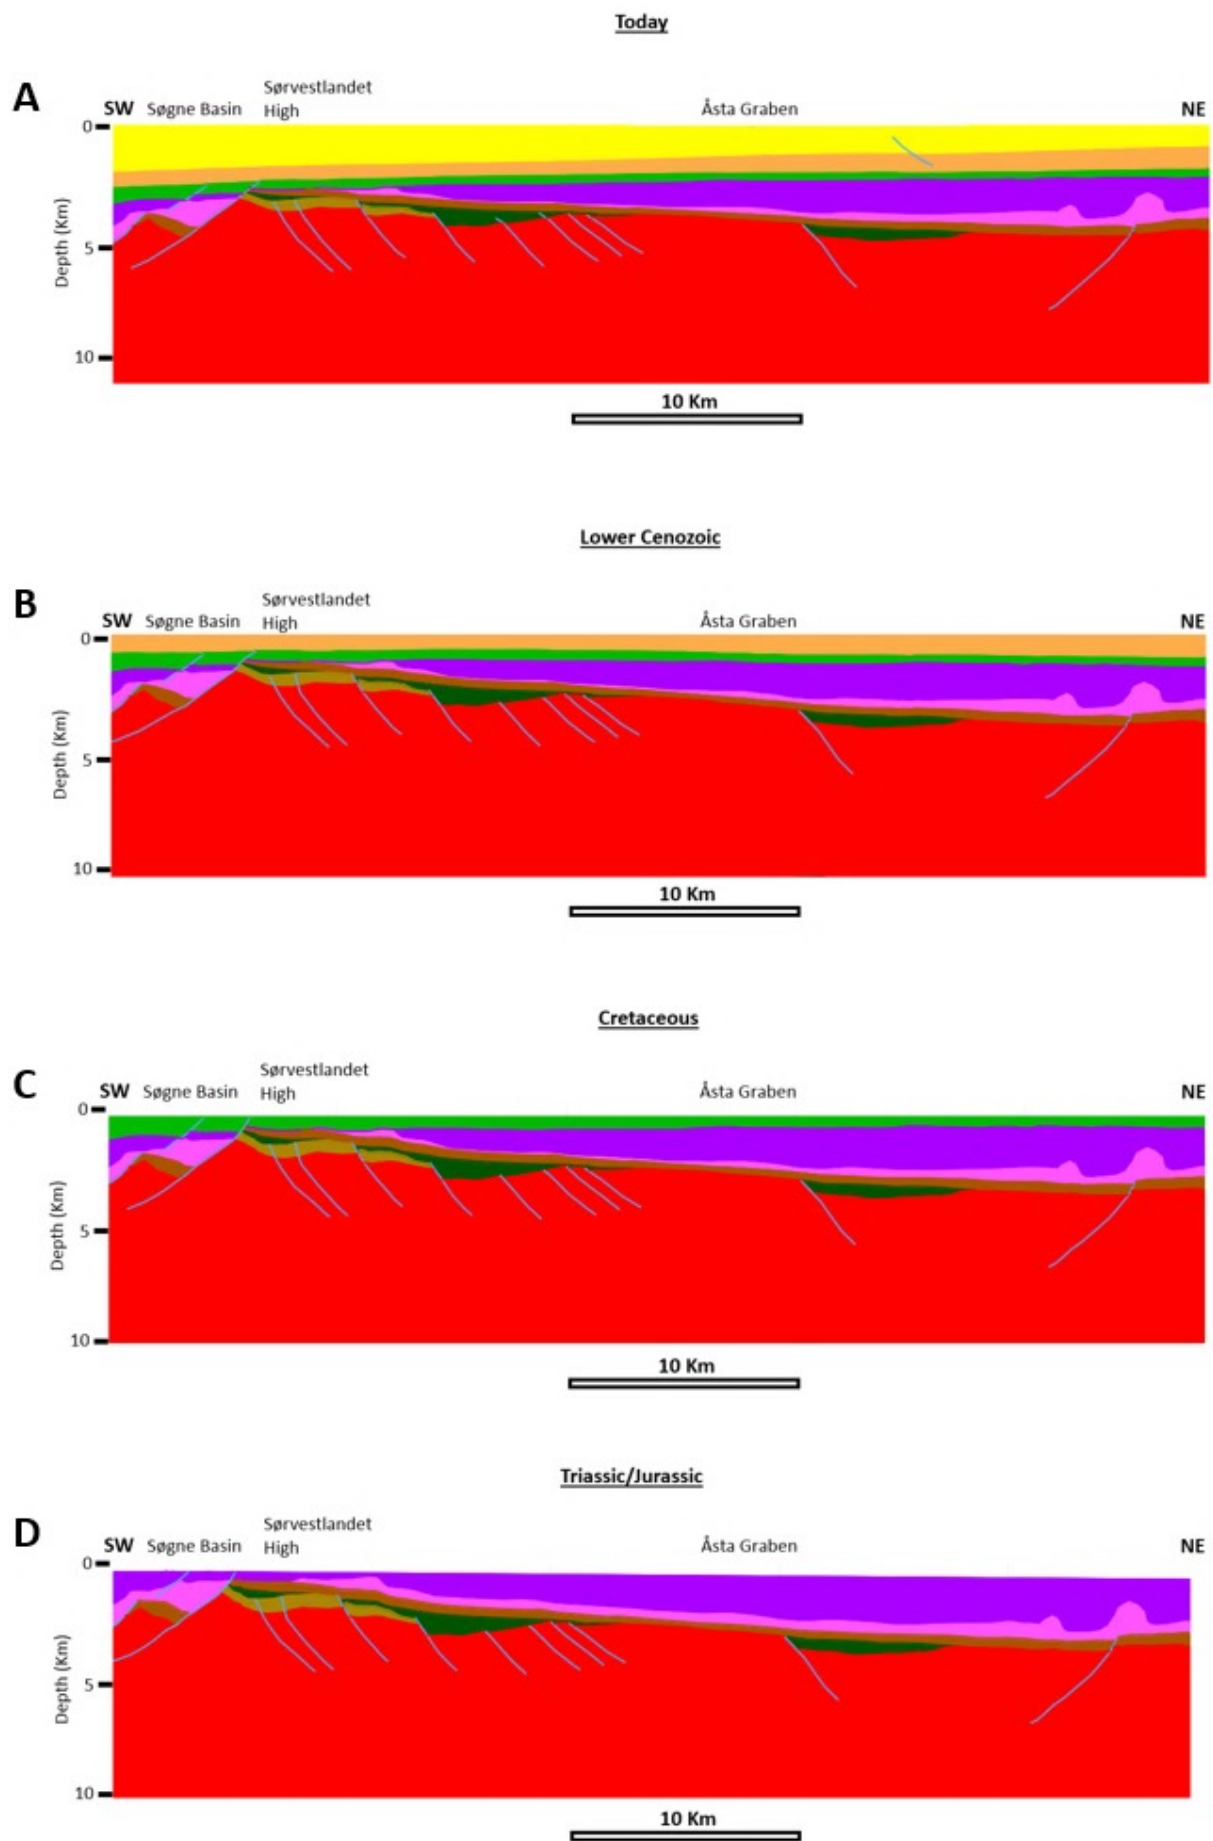 Today
A
Sørvestlandet
SW Søgne Basin High Åsta Graben NE
0
5
10
Depth (Km)
10 Km
Lower Cenozoic
B
Sørvestlandet
SW Søgne Basin High Åsta Graben NE
0
5
10
Depth (Km)
10 Km
Cretaceous
C
Sørvestlandet
SW Søgne Basin High Åsta Graben NE
0
5
10
Depth (Km)
10 Km
Triassic/Jurassic
D
Sørvestlandet
SW Søgne Basin High Åsta Graben NE
0
5
10
Depth (Km)
10 Km